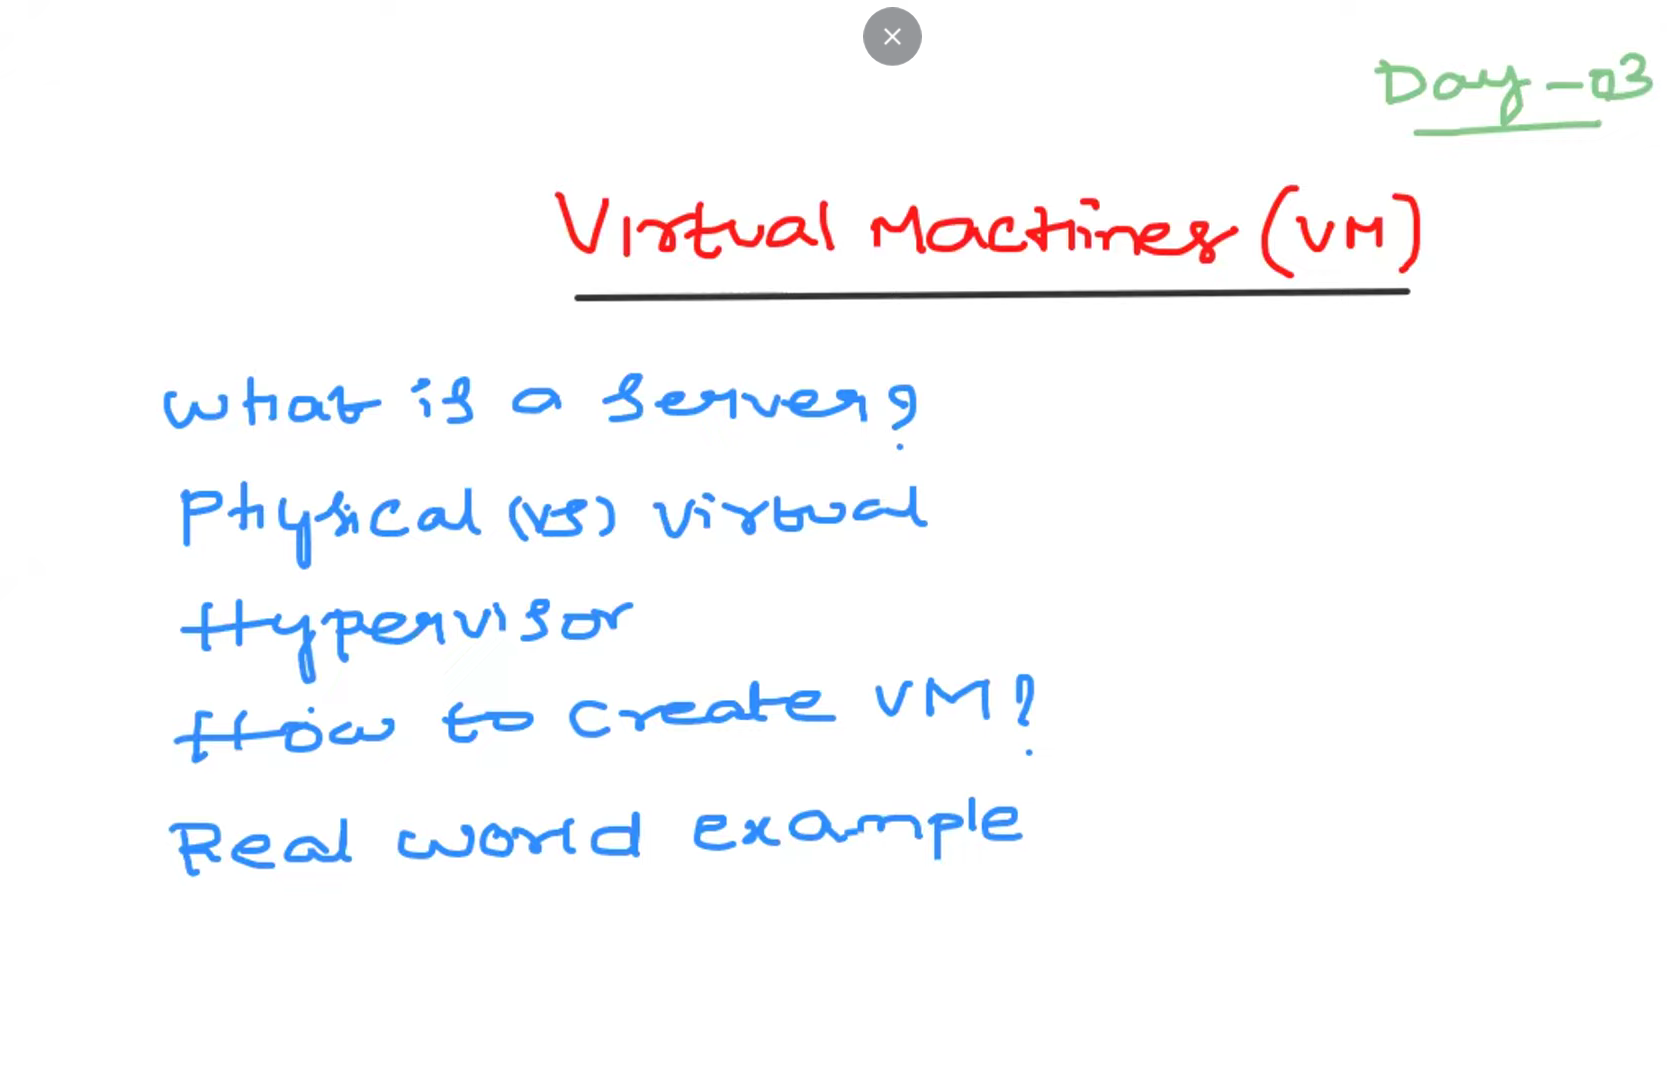 Day-03
Virtual Machines (VM)
What is a server?
Physical (vs) virtual
Hypervisor
How to create VM?
Real world example